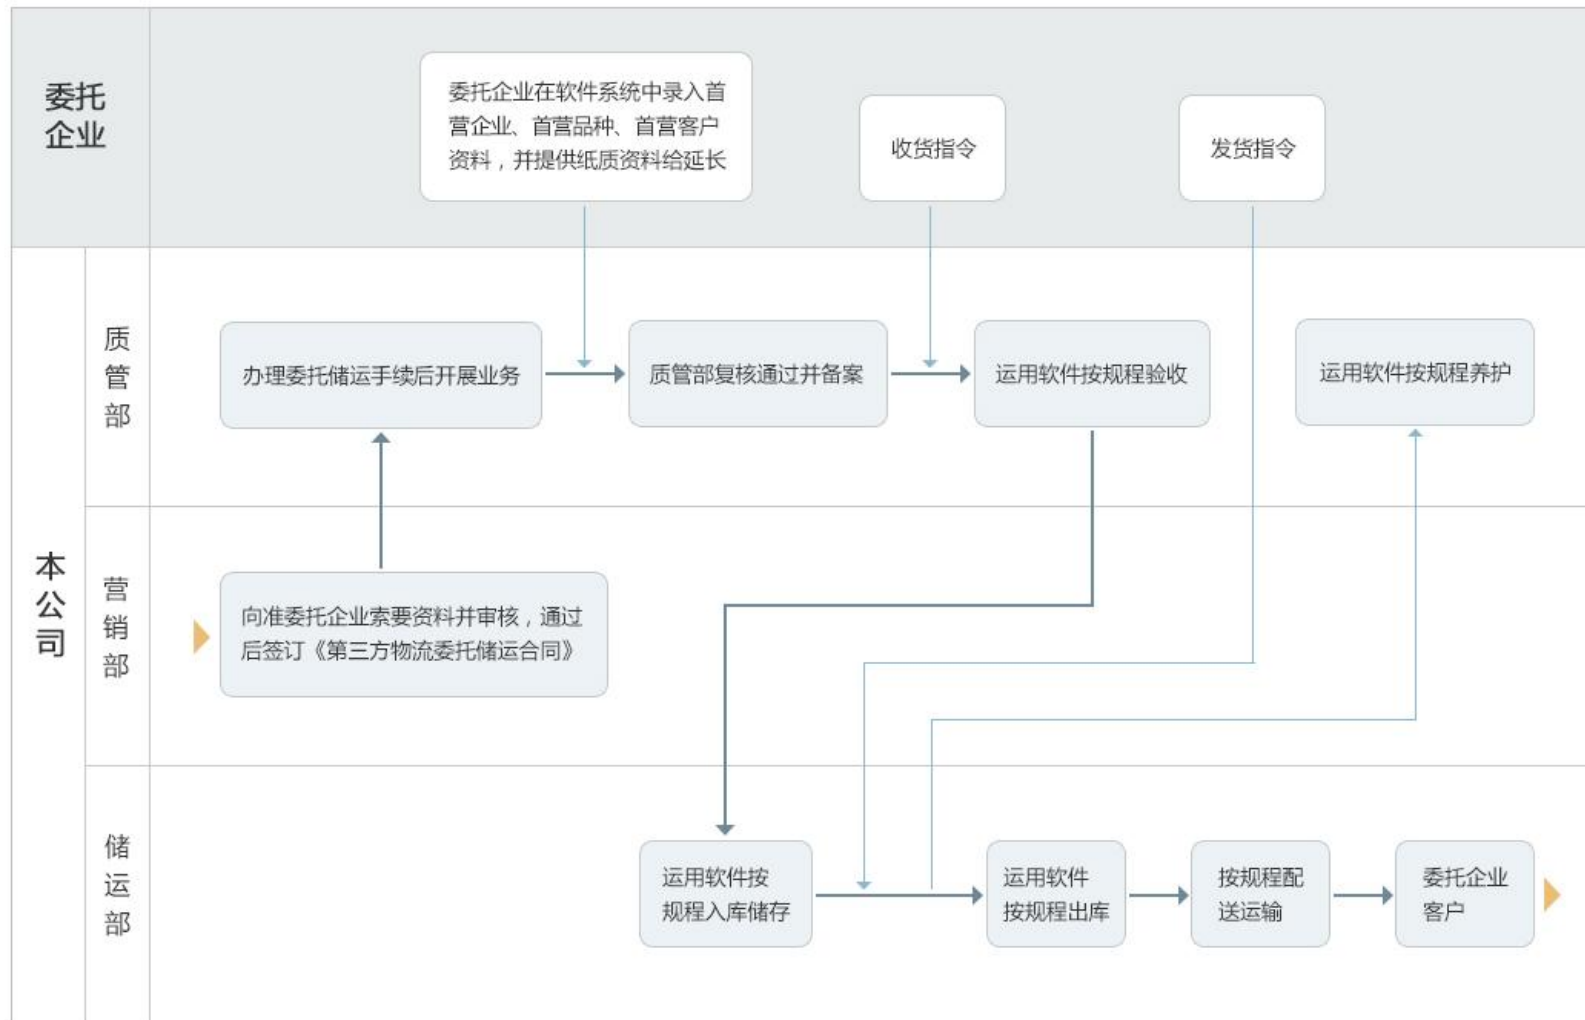 委托
企业
委托企业在软件系统中录入首
营企业、首营品种、首营客户
资料，并提供纸质资料给延长
收货指令
发货指令
本公司
质管部
办理委托储运手续后开展业务
质管部复核通过并备案
运用软件按规程验收
运用软件按规程养护
营销部
向准委托企业索要资料并审核，通过
后签订《第三方物流委托储运合同》
储运部
运用软件按
规程入库储存
运用软件
按规程出库
按规程配
送运输
委托企业
客户